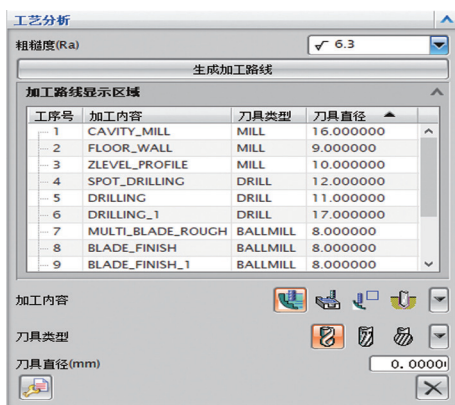 工艺分析
粗糙度(Ra) 6.3
生成加工路线
加工路线显示区域
工序号 加工内容 刀具类型 刀具直径
1 CAVITY_MILL MILL 16.000000
2 FLOOR_WALL MILL 9.000000
3 ZLEVEL_PROFILE MILL 10.000000
4 SPOT_DRILLING DRILL 12.000000
5 DRILLING DRILL 11.000000
6 DRILLING_1 DRILL 17.000000
7 MULTI_BLADE_ROUGH BALLMILL 8.000000
8 BLADE_FINISH BALLMILL 8.000000
9 BLADE_FINISH_1 BALLMILL 8.000000
加工内容
刀具类型
刀具直径(mm) 0.0000